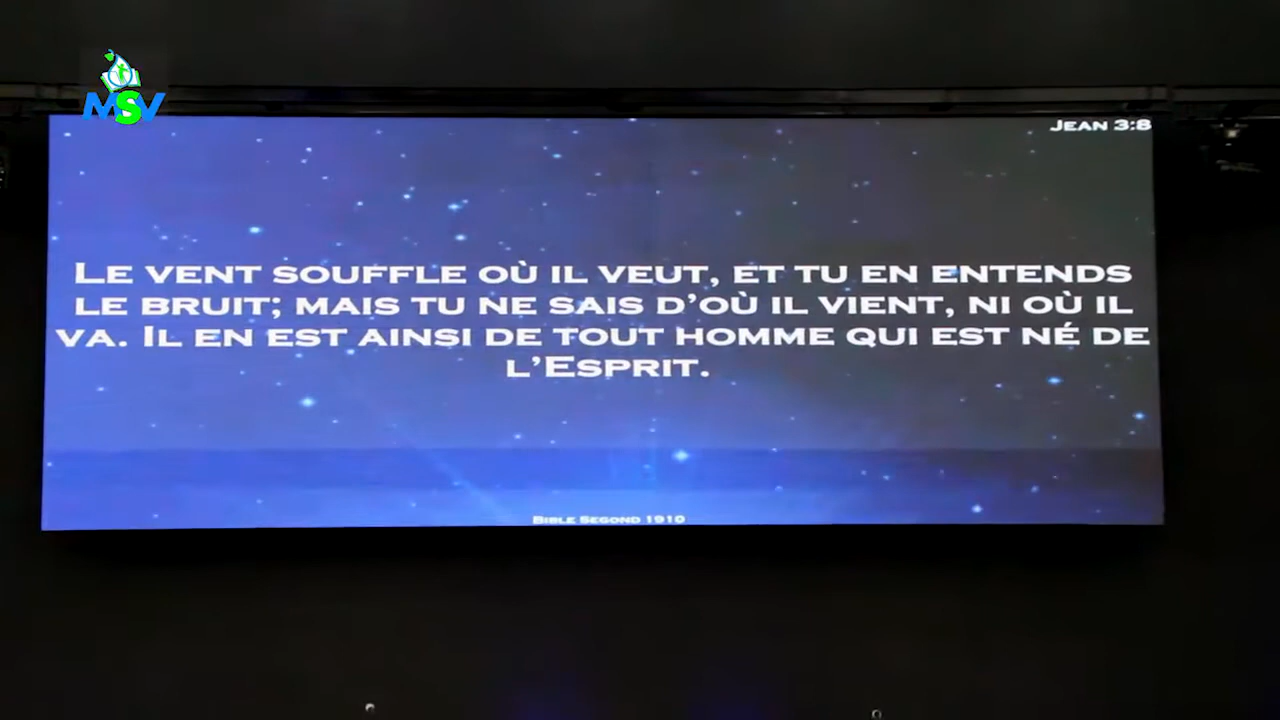 MSV
Jean 3:8
Le vent souffle où il veut, et tu en entends
le bruit; mais tu ne sais d’où il vient, ni où il
va. Il en est ainsi de tout homme qui est né de
l’Esprit.
Bible Segond 1910